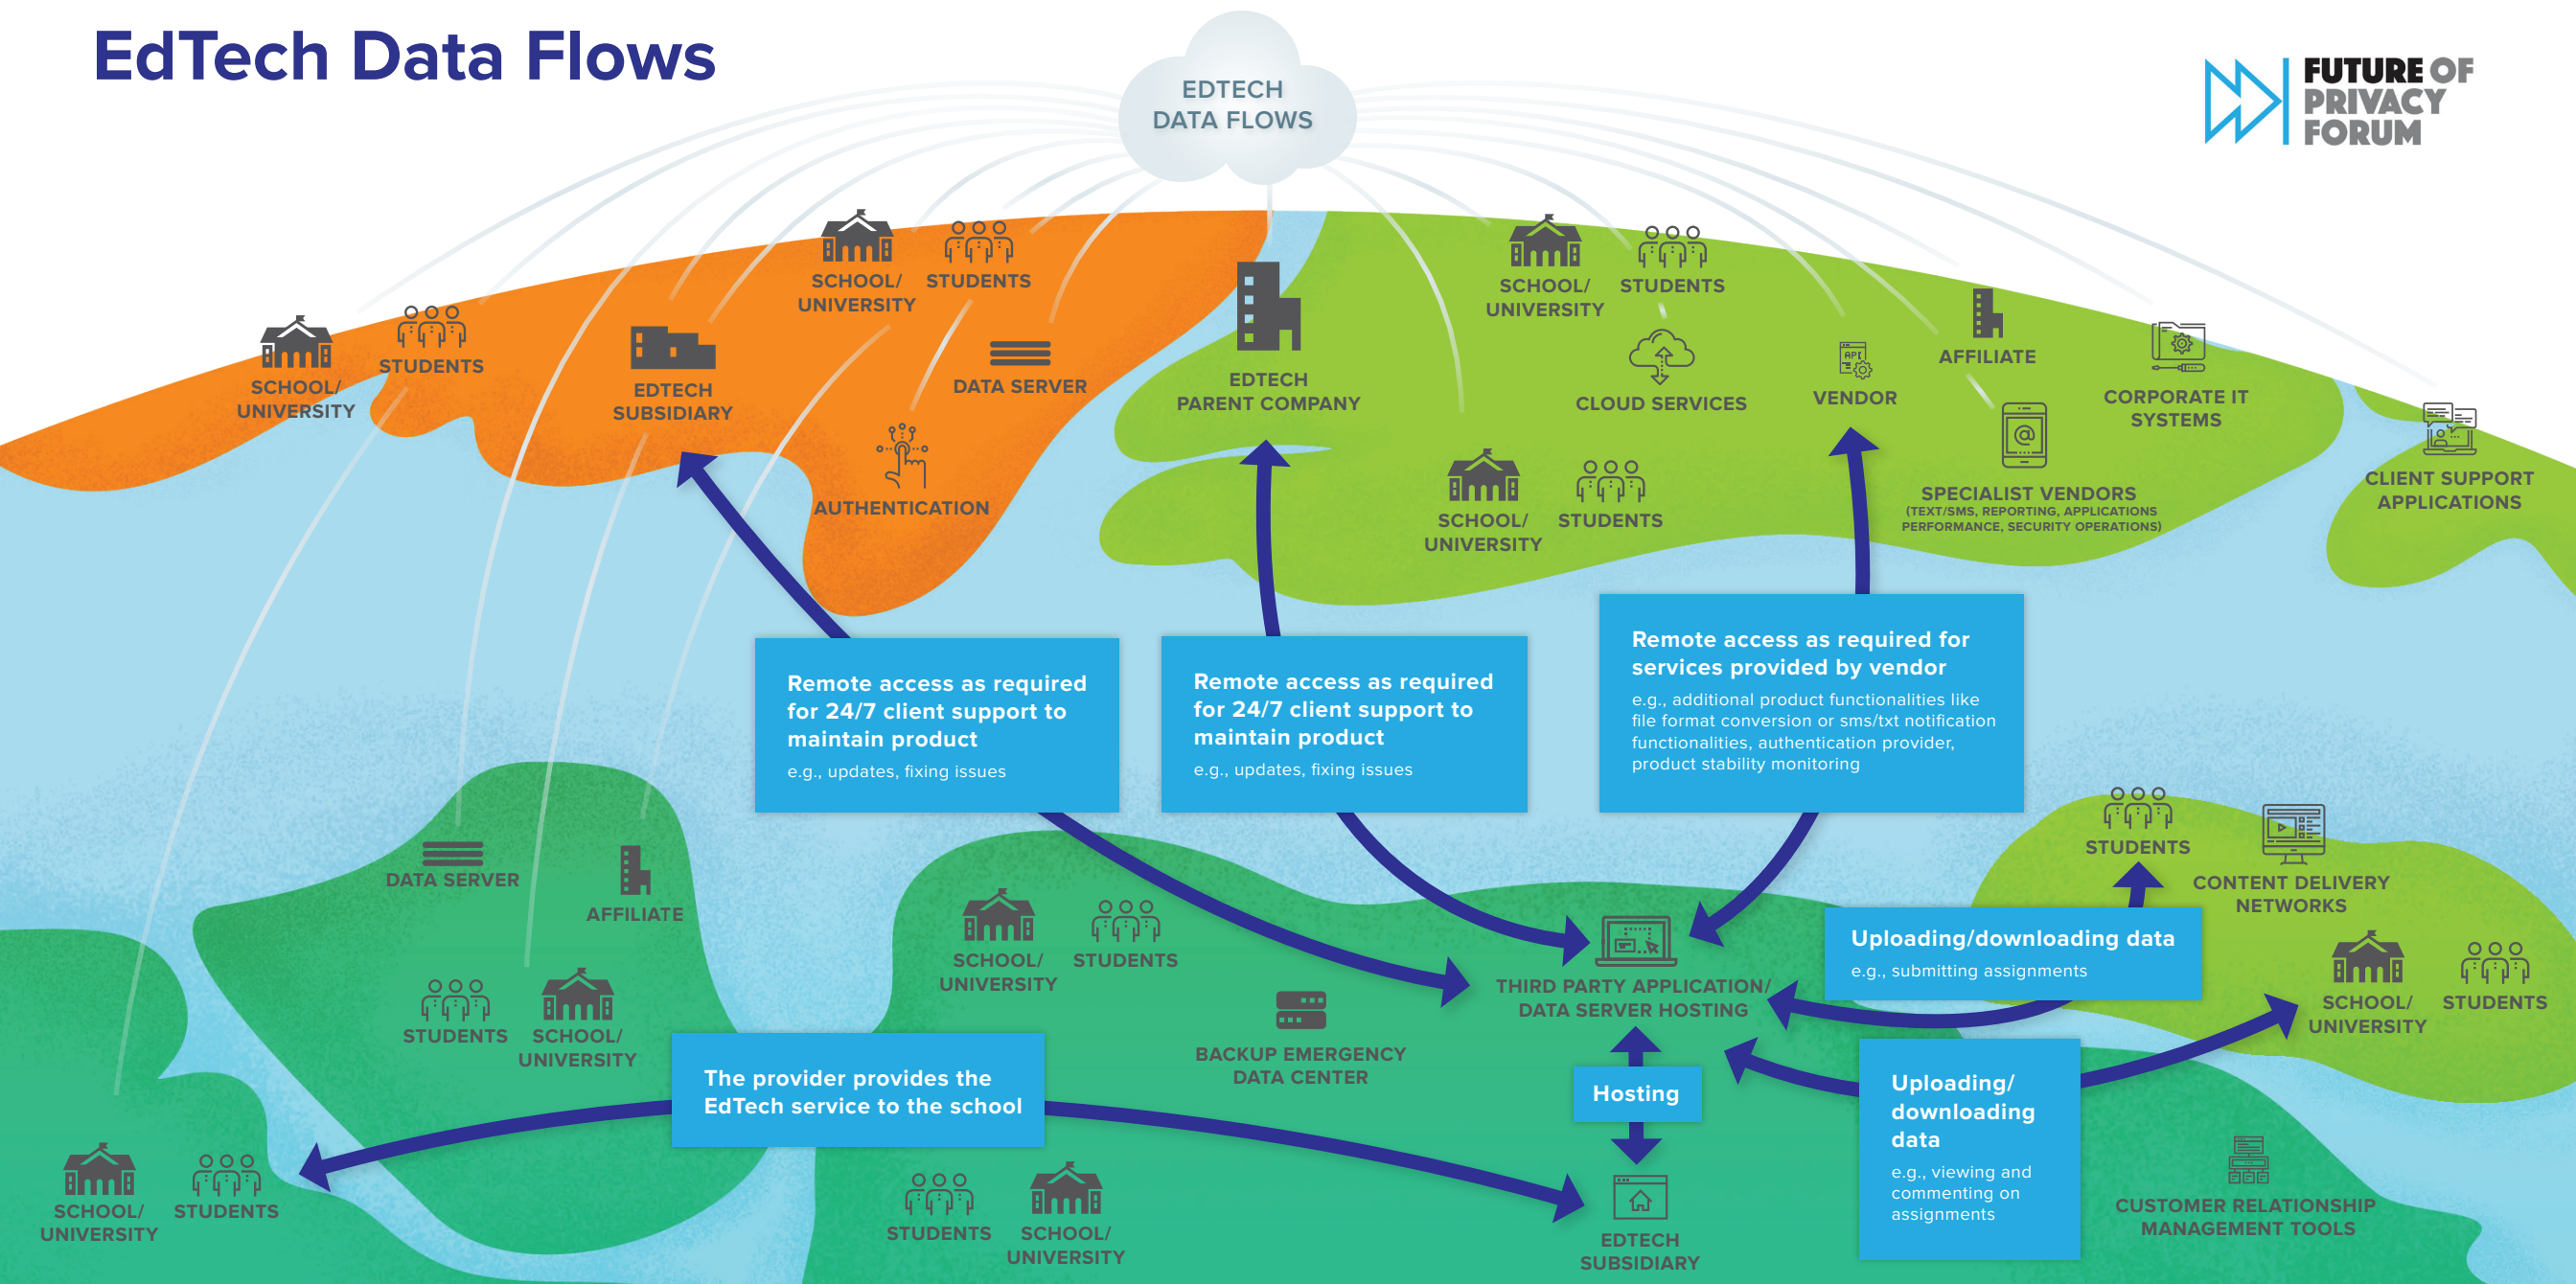 EdTech Data Flows
EDTECH
DATA FLOWS
FUTURE OF
PRIVACY
FORUM
SCHOOL/
UNIVERSITY
STUDENTS
EDTECH
SUBSIDIARY
SCHOOL/
UNIVERSITY
STUDENTS
DATA SERVER
AUTHENTICATION
EDTECH
PARENT COMPANY
SCHOOL/
UNIVERSITY
STUDENTS
CLOUD SERVICES
VENDOR
API
AFFILIATE
CORPORATE IT
SYSTEMS
@
SPECIALIST VENDORS
(TEXT/SMS, REPORTING, APPLICATIONS
PERFORMANCE, SECURITY OPERATIONS)
CLIENT SUPPORT
APPLICATIONS
SCHOOL/
UNIVERSITY
STUDENTS
Remote access as required
for 24/7 client support to
maintain product
e.g., updates, fixing issues
Remote access as required
for 24/7 client support to
maintain product
e.g., updates, fixing issues
Remote access as required for
services provided by vendor
e.g., additional product functionalities like
file format conversion or sms/txt notification
functionalities, authentication provider,
product stability monitoring
DATA SERVER
AFFILIATE
STUDENTS
SCHOOL/
UNIVERSITY
SCHOOL/
UNIVERSITY
STUDENTS
BACKUP EMERGENCY
DATA CENTER
THIRD PARTY APPLICATION/
DATA SERVER HOSTING
STUDENTS
CONTENT DELIVERY
NETWORKS
Uploading/downloading data
e.g., submitting assignments
SCHOOL/
UNIVERSITY
STUDENTS
The provider provides the
EdTech service to the school
Hosting
Uploading/
downloading
data
e.g., viewing and
commenting on
assignments
SCHOOL/
UNIVERSITY
STUDENTS
STUDENTS
SCHOOL/
UNIVERSITY
EDTECH
SUBSIDIARY
CUSTOMER RELATIONSHIP
MANAGEMENT TOOLS